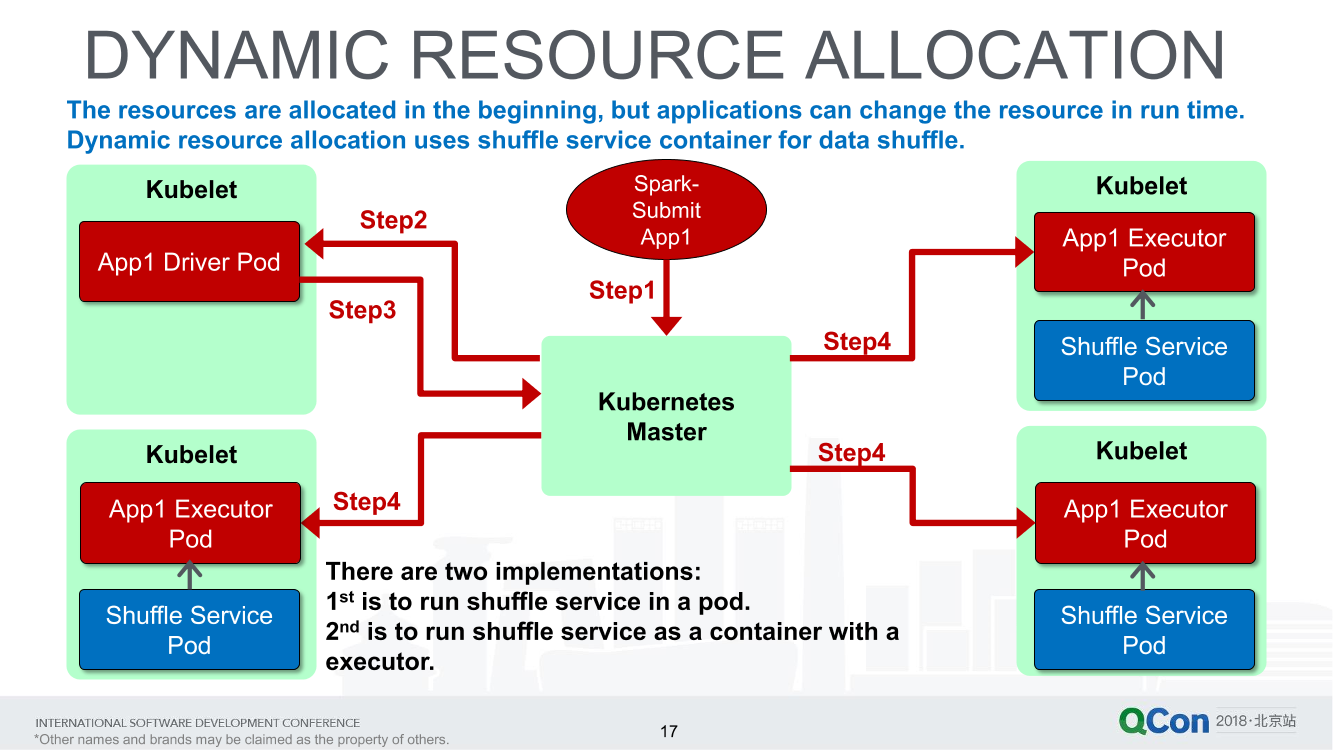 DYNAMIC RESOURCE ALLOCATION
The resources are allocated in the beginning, but applications can change the resource in run time.
Dynamic resource allocation uses shuffle service container for data shuffle.
Kubelet
App1 Driver Pod
Step2
Step3
Spark-
Submit
App1
Step1
Kubernetes
Master
Step4
Kubelet
App1 Executor
Pod
Shuffle Service
Pod
Kubelet
App1 Executor
Pod
Shuffle Service
Pod
Step4
Step4
Kubelet
App1 Executor
Pod
Shuffle Service
Pod
There are two implementations:
1st is to run shuffle service in a pod.
2nd is to run shuffle service as a container with a
executor.
INTERNATIONAL SOFTWARE DEVELOPMENT CONFERENCE
*Other names and brands may be claimed as the property of others.
17
QCon 2018·北京站